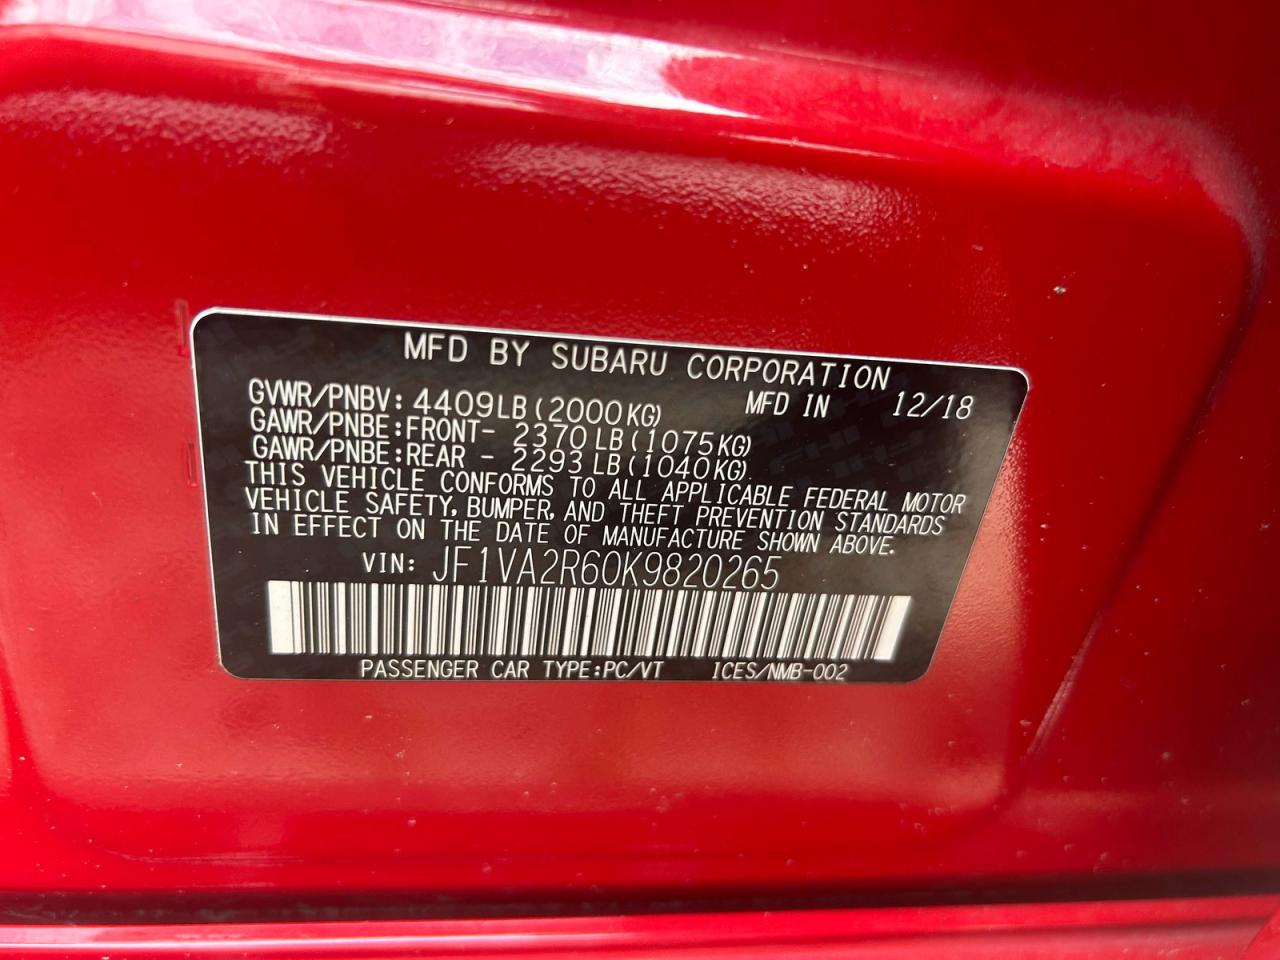 MFD BY SUBARU CORPORATION
GVWR/PNBV: 4409LB(2000KG) MFD IN 12/18
GAWR/PNBE:FRONT- 2370LB(1075KG)
GAWR/PNBE:REAR - 2293LB(1040KG)
THIS VEHICLE CONFORMS TO ALL APPLICABLE FEDERAL MOTOR
VEHICLE SAFETY, BUMPER, AND THEFT PREVENTION STANDARDS
IN EFFECT ON THE DATE OF MANUFACTURE SHOWN ABOVE.
VIN: JF1VA2R60K9820265
PASSENGER CAR TYPE:PC/VT ICES/NMB-002